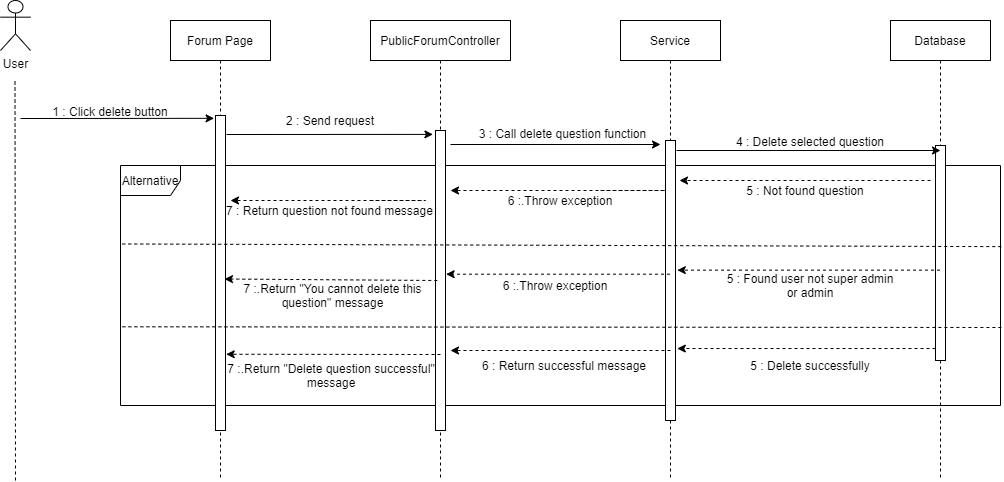 User
Forum Page
PublicForumController
Service
Database
1 : Click delete button
2 : Send request
3 : Call delete question function
4 : Delete selected question
Alternative
5 : Not found question
6 :.Throw exception
7 : Return question not found message
5 : Found user not super admin
or admin
6 :.Throw exception
7 :.Return "You cannot delete this
question" message
5 : Delete successfully
6 : Return successful message
7 :.Return "Delete question successful"
message